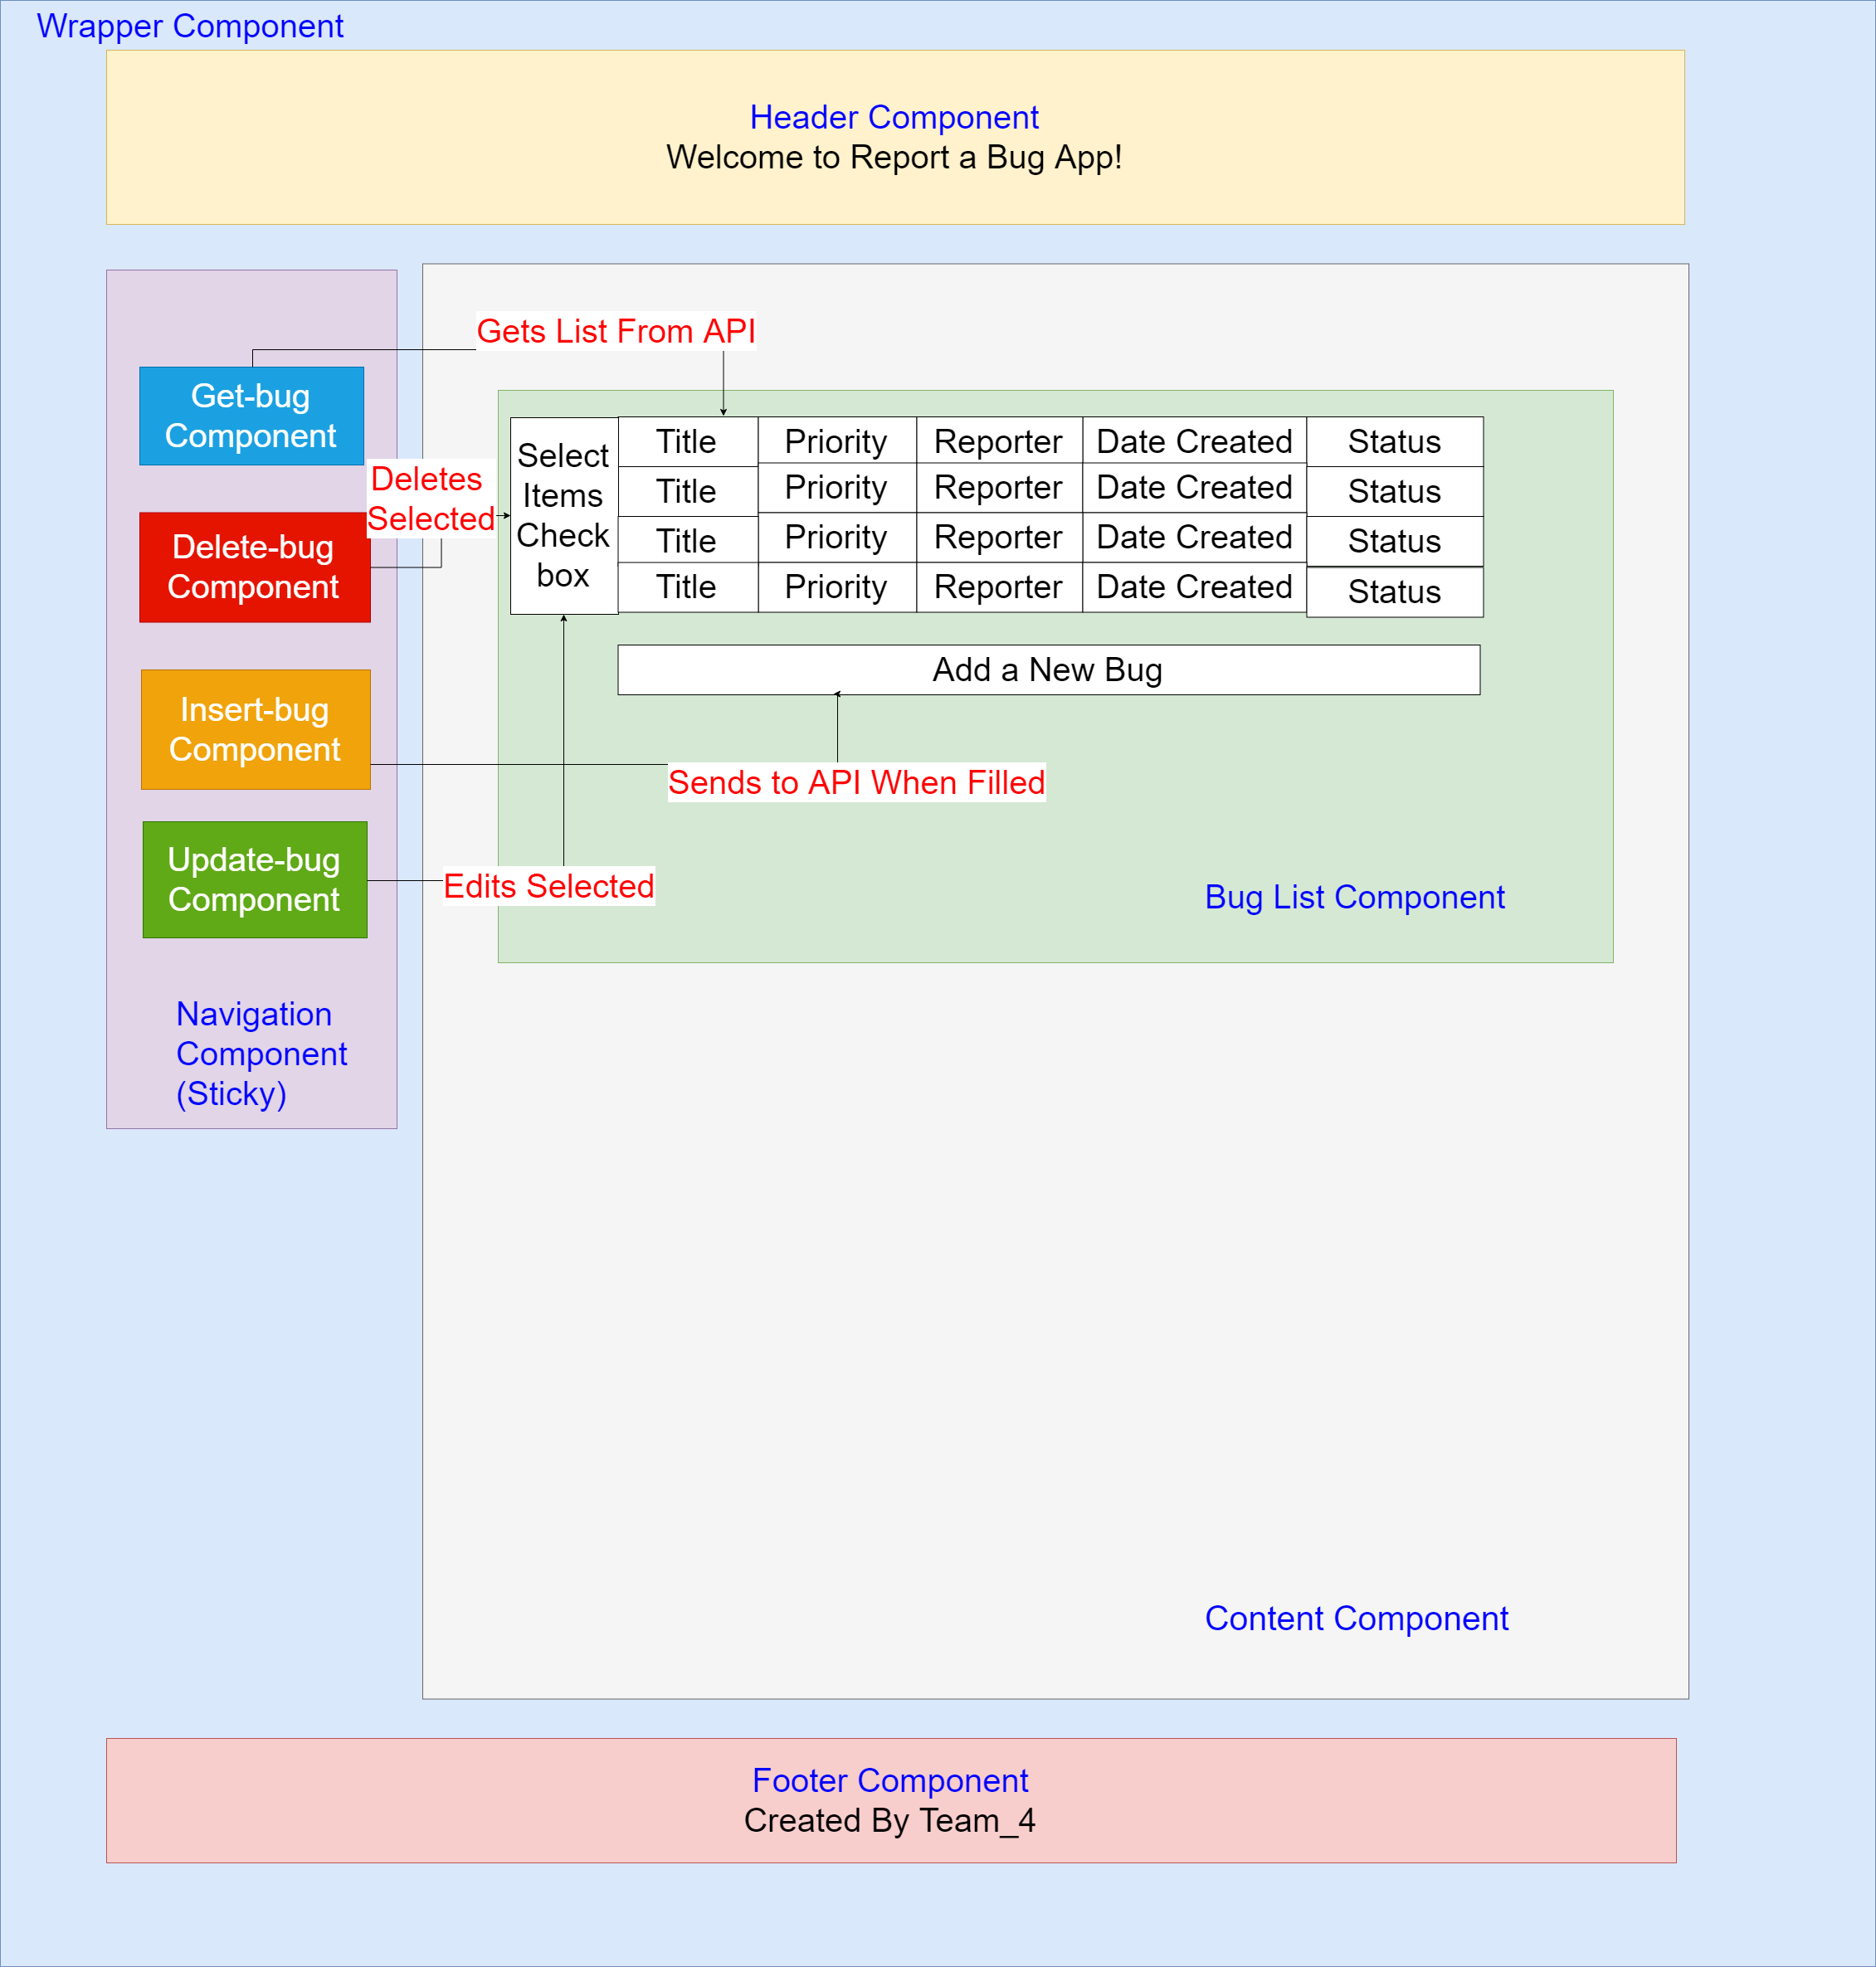 Wrapper Component
Header Component
Welcome to Report a Bug App!
Gets List From API
Get-bug
Component
Deletes
Selected
Delete-bug
Component
Insert-bug
Component
Update-bug
Component
Navigation
Component
(Sticky)
Select
Items
Check
box
Title Priority Reporter Date Created Status
Title Priority Reporter Date Created Status
Title Priority Reporter Date Created Status
Title Priority Reporter Date Created Status
Add a New Bug
Sends to API When Filled
Edits Selected
Bug List Component
Content Component
Footer Component
Created By Team_4